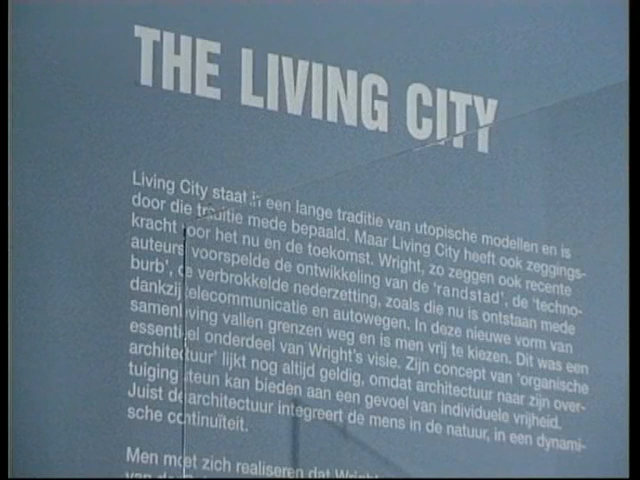 THE LIVING CITY
Living City staat in een lange traditie van utopische modellen en is
door die traditie mede bepaald. Maar Living City heeft ook zeggings-
kracht voor het nu en de toekomst. Wright, zo zeggen ook recente
auteurs voorspelde de ontwikkeling van de 'randstad', de 'techno-
burb', de verbrokkelde nederzetting, zoals die nu is ontstaan mede
dankzij telecommunicatie en autowegen. In deze nieuwe vorm van
samenleving vallen grenzen weg en is men vrij te kiezen. Dit was een
essentieel onderdeel van Wright's visie. Zijn concept van 'organische
architectuur' lijkt nog altijd geldig, omdat architectuur naar zijn over-
tuiging steun kan bieden aan een gevoel van individuele vrijheid.
Juist de architectuur integreert de mens in de natuur, in een dynami-
sche continuïteit.
Men moet zich realiseren dat